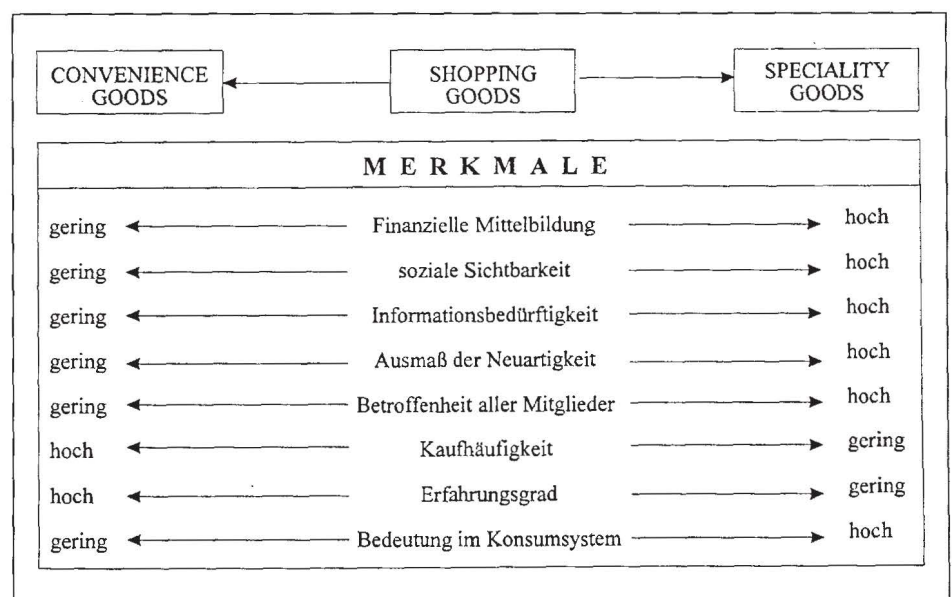 CONVENIENCE GOODS SHOPPING GOODS SPECIALITY GOODS
MERKMALE
gering Finanzielle Mittelbildung hoch
gering soziale Sichtbarkeit hoch
gering Informationsbedürftigkeit hoch
gering Ausmaß der Neuartigkeit hoch
gering Betroffenheit aller Mitglieder hoch
hoch Kaufhäufigkeit gering
hoch Erfahrungsgrad gering
gering Bedeutung im Konsumsystem hoch